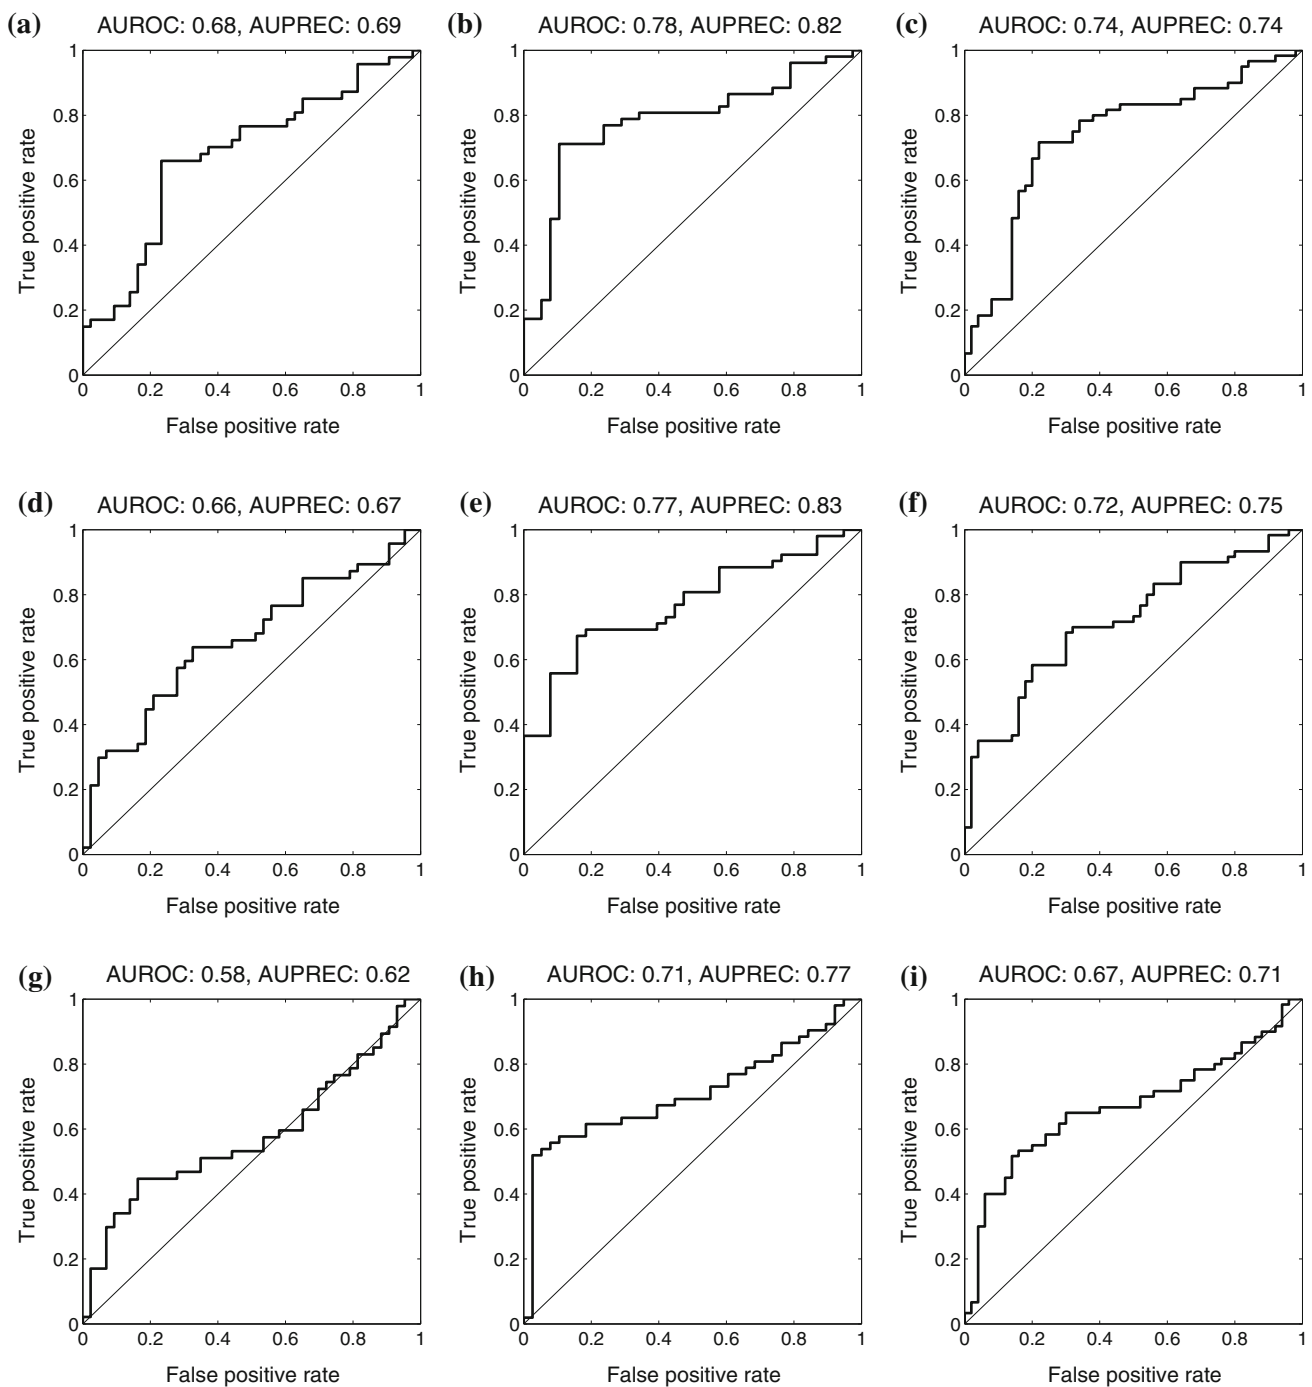 (a) AUROC: 0.68, AUPREC: 0.69
1
0.8
0.6
0.4
0.2
0
True positive rate
0 0.2 0.4 0.6 0.8 1
False positive rate
(b) AUROC: 0.78, AUPREC: 0.82
1
0.8
0.6
0.4
0.2
0
True positive rate
0 0.2 0.4 0.6 0.8 1
False positive rate
(c) AUROC: 0.74, AUPREC: 0.74
1
0.8
0.6
0.4
0.2
0
True positive rate
0 0.2 0.4 0.6 0.8 1
False positive rate
(d) AUROC: 0.66, AUPREC: 0.67
1
0.8
0.6
0.4
0.2
0
True positive rate
0 0.2 0.4 0.6 0.8 1
False positive rate
(e) AUROC: 0.77, AUPREC: 0.83
1
0.8
0.6
0.4
0.2
0
True positive rate
0 0.2 0.4 0.6 0.8 1
False positive rate
(f) AUROC: 0.72, AUPREC: 0.75
1
0.8
0.6
0.4
0.2
0
True positive rate
0 0.2 0.4 0.6 0.8 1
False positive rate
(g) AUROC: 0.58, AUPREC: 0.62
1
0.8
0.6
0.4
0.2
0
True positive rate
0 0.2 0.4 0.6 0.8 1
False positive rate
(h) AUROC: 0.71, AUPREC: 0.77
1
0.8
0.6
0.4
0.2
0
True positive rate
0 0.2 0.4 0.6 0.8 1
False positive rate
(i) AUROC: 0.67, AUPREC: 0.71
1
0.8
0.6
0.4
0.2
0
True positive rate
0 0.2 0.4 0.6 0.8 1
False positive rate